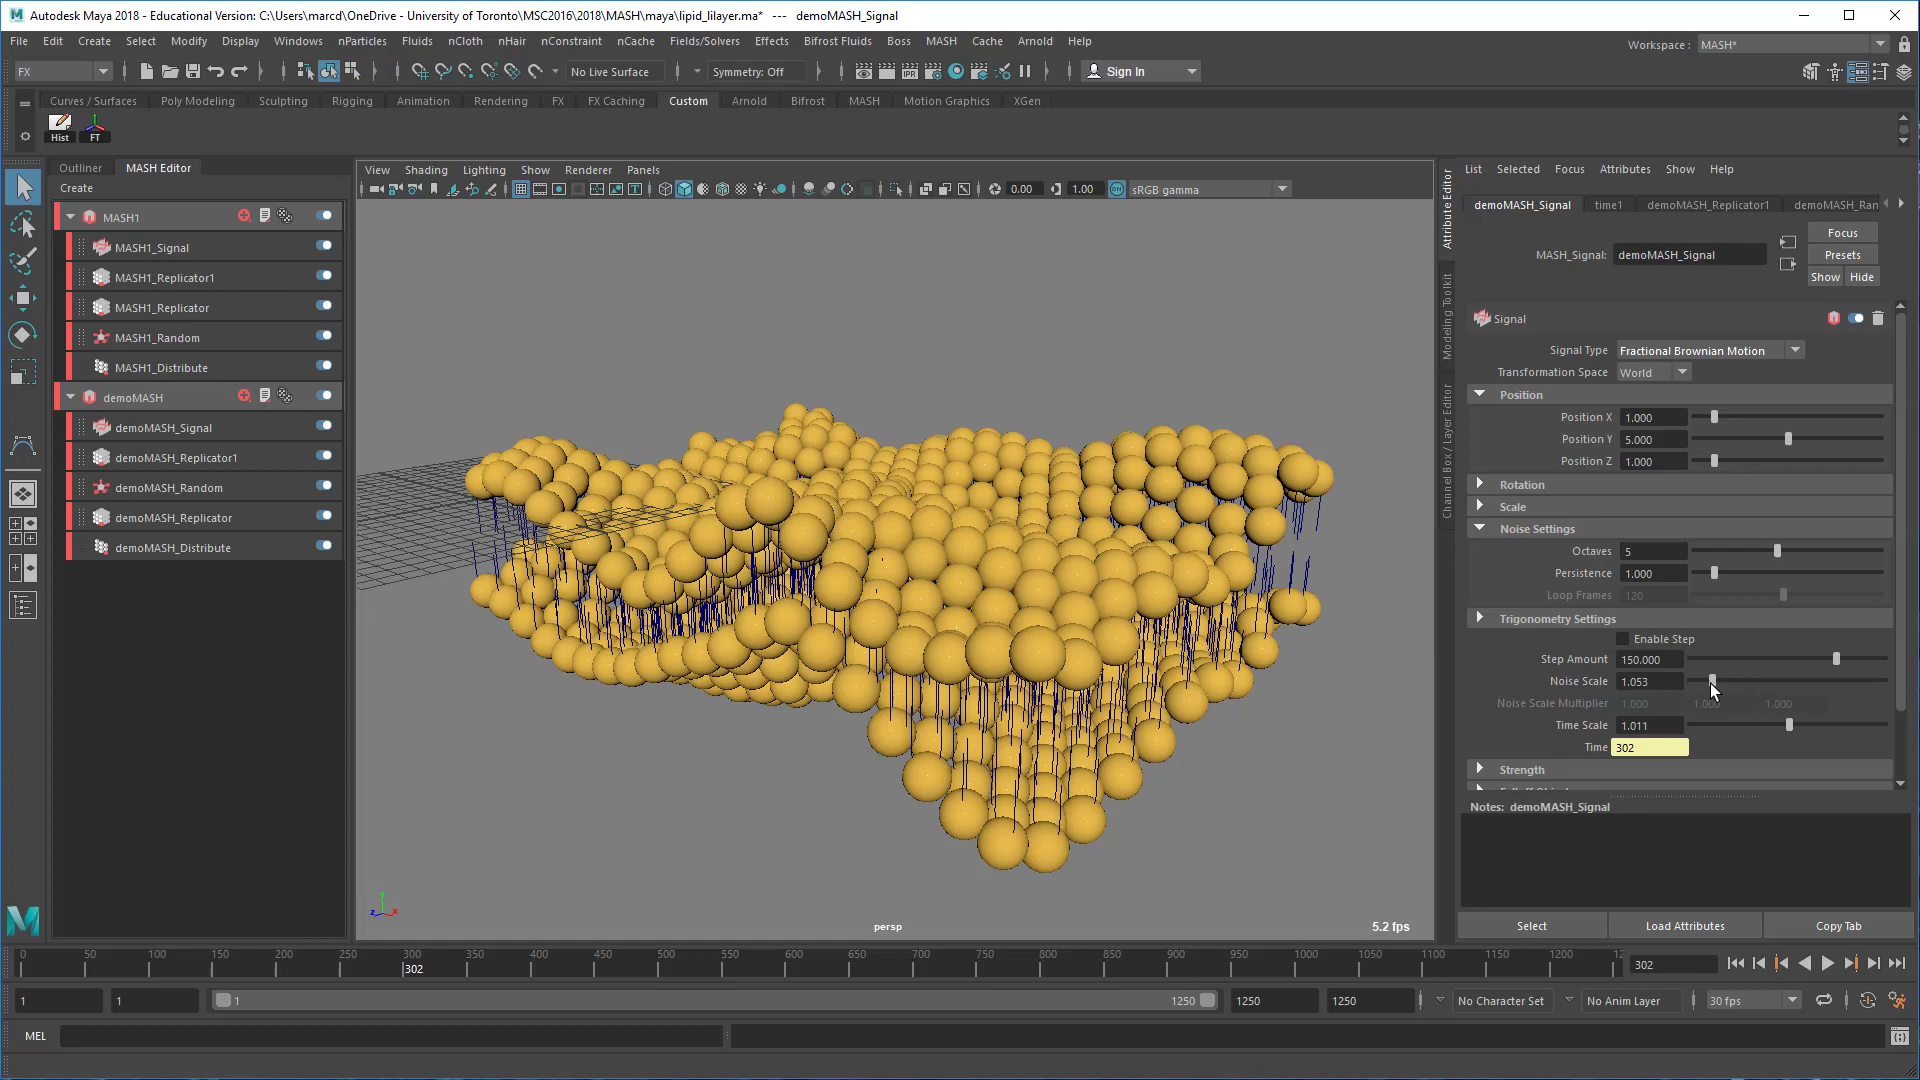 Autodesk Maya 2018 - Educational Version: C:\Users\marcd\OneDrive - University of Toronto\MSC2016\2018\MASH\maya\lipid_lilayer.ma*   ---   demoMASH_Signal
File Edit Create Select Modify Display Windows nParticles Fluids nCloth nHair nConstraint nCache Fields/Solvers Effects Bifrost Fluids Boss MASH Cache Arnold Help
Workspace : MASH*
FX No Live Surface Symmetry: Off IPR Sign In
Curves / Surfaces Poly Modeling Sculpting Rigging Animation Rendering FX FX Caching Custom Arnold Bifrost MASH Motion Graphics XGen
Hist FT
Outliner MASH Editor
Create
MASH1
MASH1_Signal
MASH1_Replicator1
MASH1_Replicator
MASH1_Random
MASH1_Distribute
demoMASH
demoMASH_Signal
demoMASH_Replicator1
demoMASH_Random
demoMASH_Replicator
demoMASH_Distribute
View Shading Lighting Show Renderer Panels
0.00 1.00 ON sRGB gamma
persp
5.2 fps
Attribute Editor
Modeling Toolkit
Channel Box / Layer Editor
List Selected Focus Attributes Show Help
demoMASH_Signal time1 demoMASH_Replicator1 demoMASH_Ran
Focus
MASH_Signal: demoMASH_Signal Presets
Show Hide
Signal
Signal Type Fractional Brownian Motion
Transformation Space World
Position
Position X 1.000
Position Y 5.000
Position Z 1.000
Rotation
Scale
Noise Settings
Octaves 5
Persistence 1.000
Loop Frames 120
Trigonometry Settings
Enable Step
Step Amount 150.000
Noise Scale 1.053
Noise Scale Multiplier 1.000 1.000 1.000
Time Scale 1.011
Time 302
Strength
Notes: demoMASH_Signal
Select Load Attributes Copy Tab
0 50 100 150 200 250 300 350 400 450 500 550 600 650 700 750 800 850 900 950 1000 1050 1100 1150 1200 12
302 302
1 1 1 1250 1250 1250 No Character Set No Anim Layer 30 fps
MEL